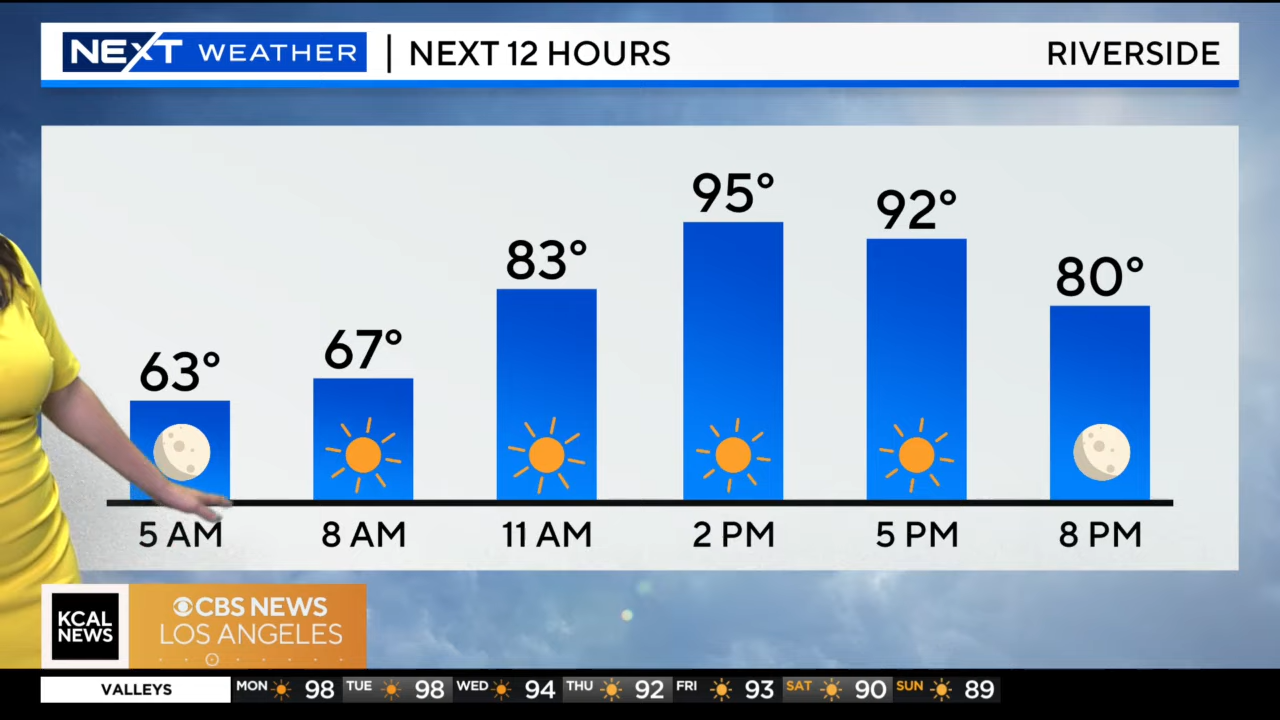 NEXT WEATHER | NEXT 12 HOURS RIVERSIDE
63° 67° 83° 95° 92° 80°
5 AM 8 AM 11 AM 2 PM 5 PM 8 PM
KCAL NEWS
CBS NEWS
LOS ANGELES
VALLEYS MON 98 TUE 98 WED 94 THU 92 FRI 93 SAT 90 SUN 89